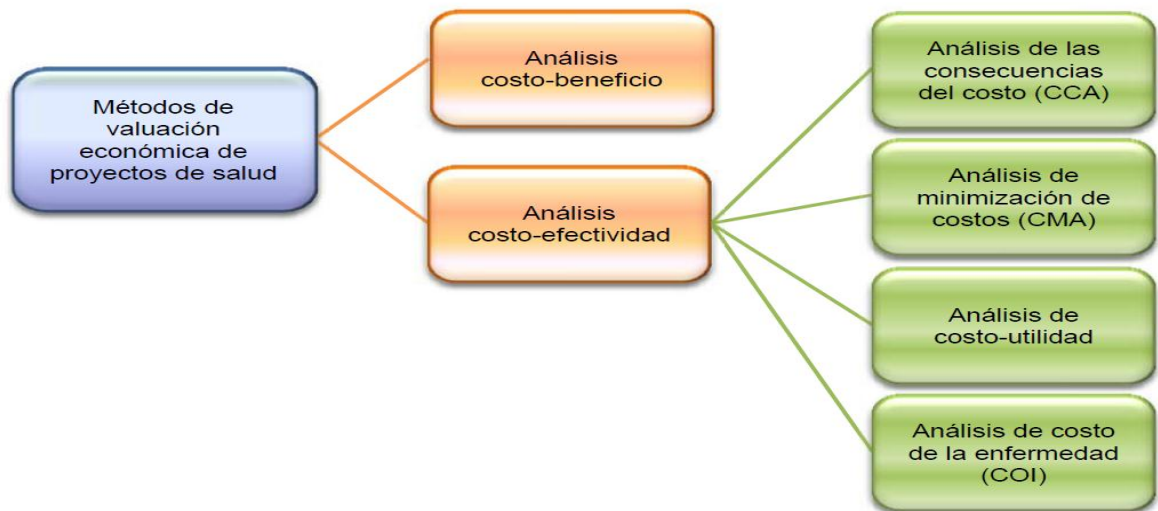 Métodos de
valuación
económica de
proyectos de salud
Análisis
costo-beneficio
Análisis
costo-efectividad
Análisis de las
consecuencias
del costo (CCA)
Análisis de
minimización de
costos (CMA)
Análisis de
costo-utilidad
Análisis de costo
de la enfermedad
(COI)